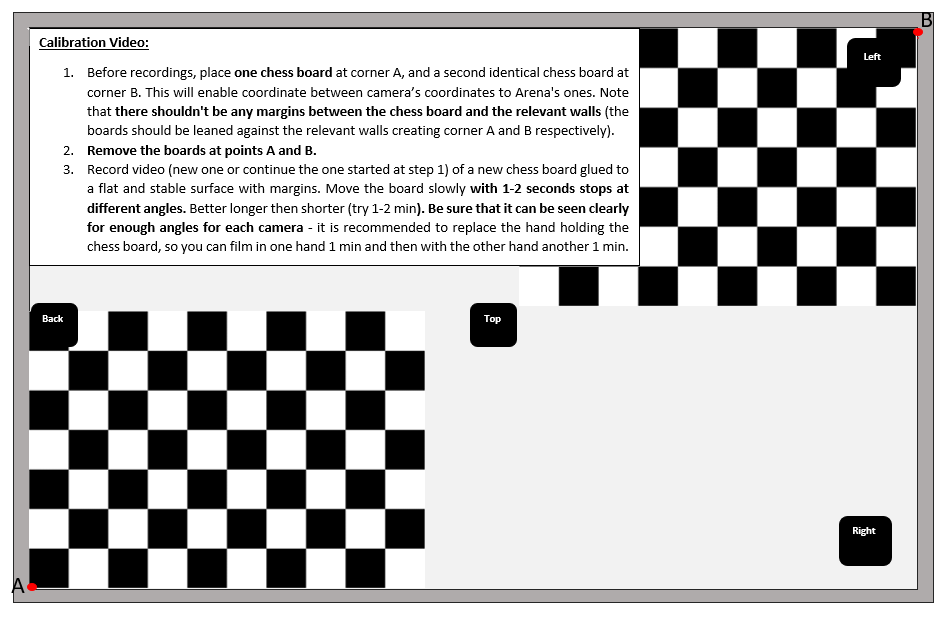 B
Calibration Video:
Left
1. Before recordings, place one chess board at corner A, and a second identical chess board at
corner B. This will enable coordinate between camera's coordinates to Arena's ones. Note
that there shouldn't be any margins between the chess board and the relevant walls (the
boards should be leaned against the relevant walls creating corner A and B respectively).
2. Remove the boards at points A and B.
3. Record video (new one or continue the one started at step 1) of a new chess board glued to
a flat and stable surface with margins. Move the board slowly with 1-2 seconds stops at
different angles. Better longer then shorter (try 1-2 min). Be sure that it can be seen clearly
for enough angles for each camera - it is recommended to replace the hand holding the
chess board, so you can film in one hand 1 min and then with the other hand another 1 min.
Back
Top
Right
A